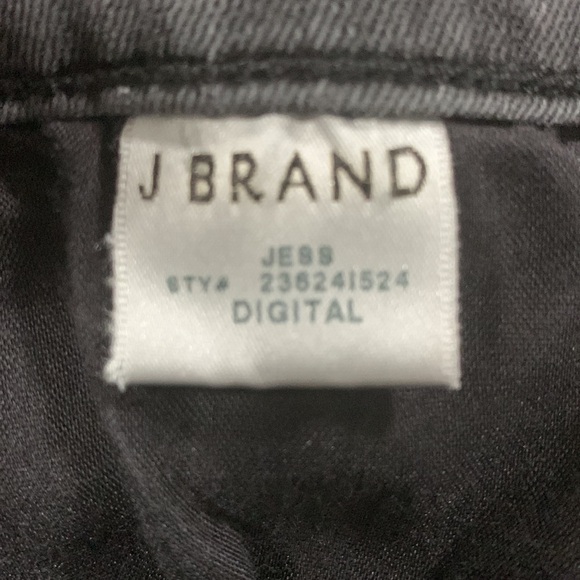 J BRAND
JESS
STY# 236241524
DIGITAL